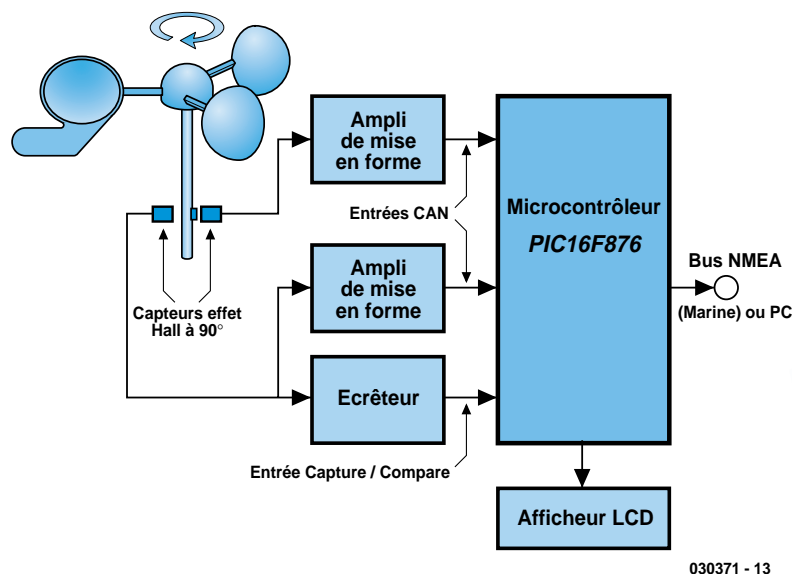 Ampli
de mise
en forme
Entrées CAN
Microcontrôleur
PIC16F876
Bus NMEA
(Marine) ou PC
Capteurs effet
Hall à 90°
Ampli
de mise
en forme
Ecrêteur
Entrée Capture / Compare
Afficheur LCD
030371 - 13